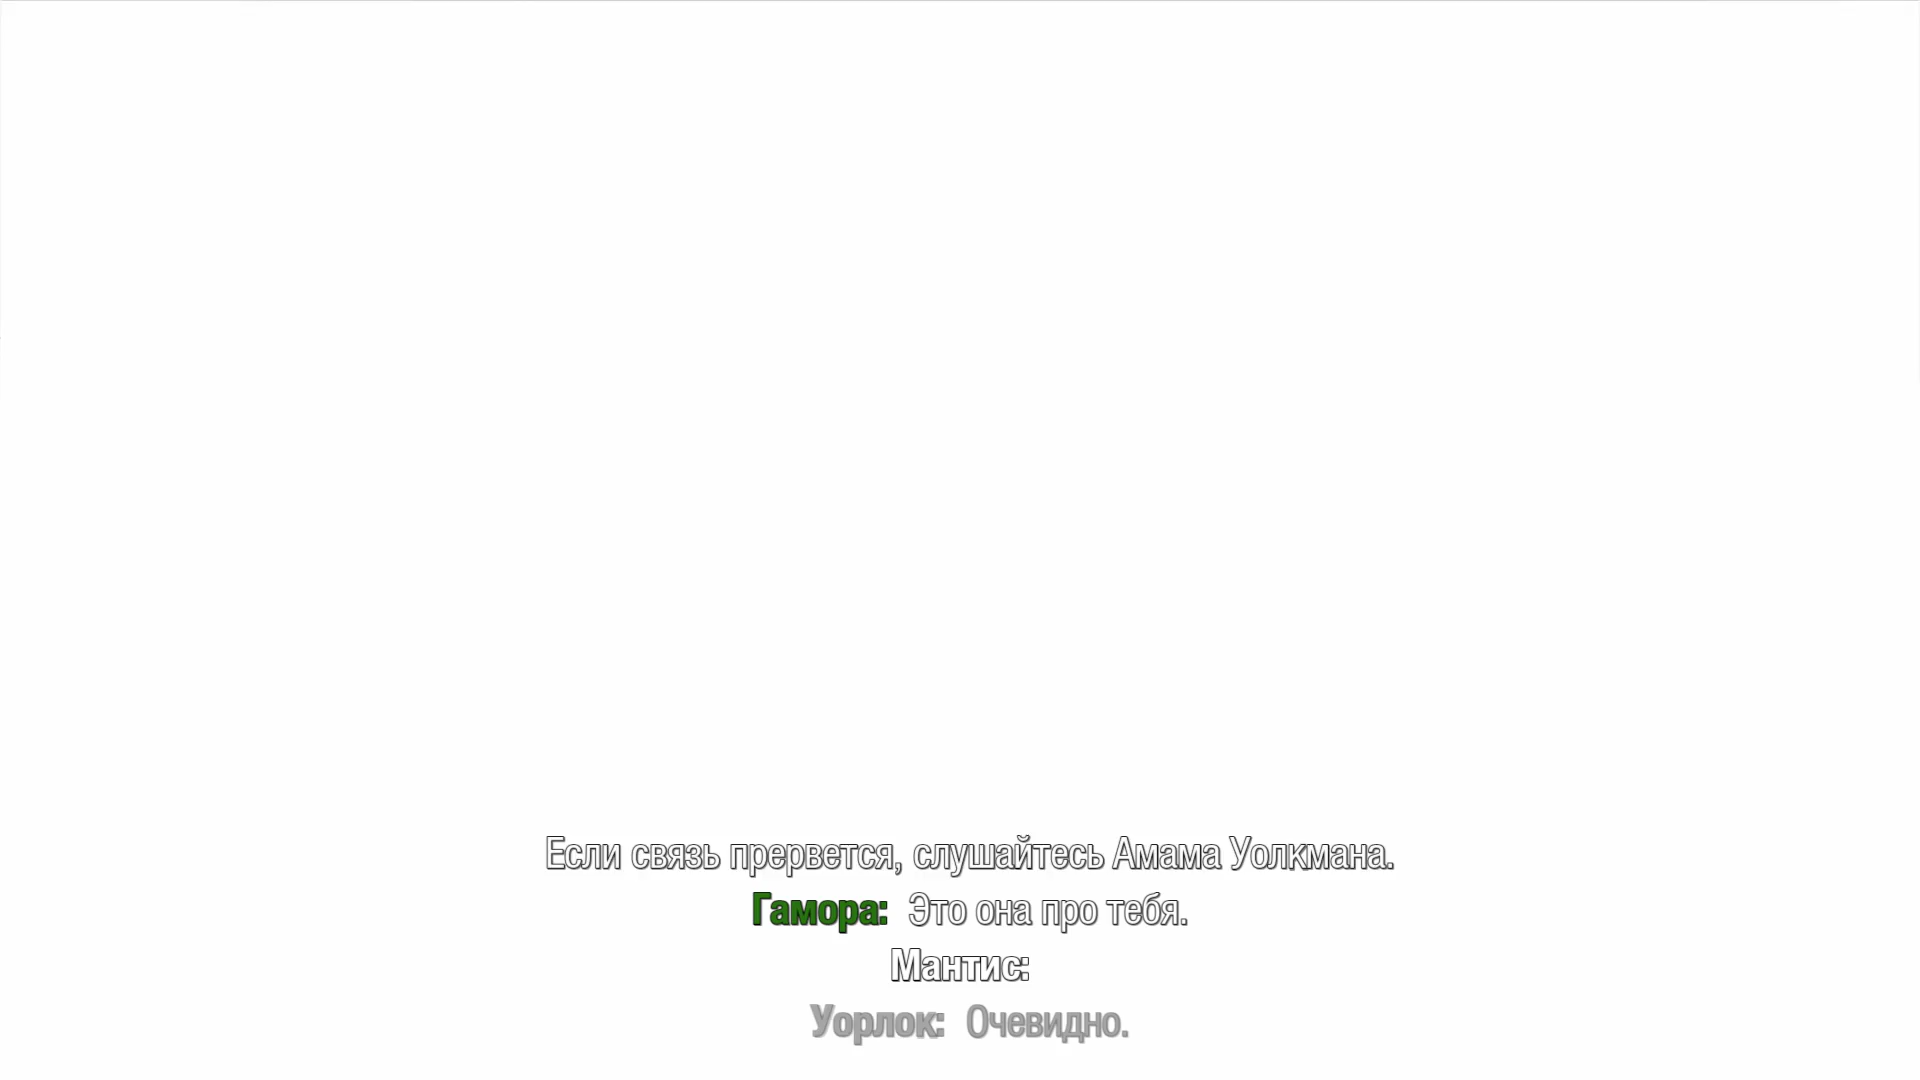 Если связь прервется, слушайтесь Амама Уолкмана.
Гамора: Это она про тебя.
Мантис:
Уорлок: Очевидно.